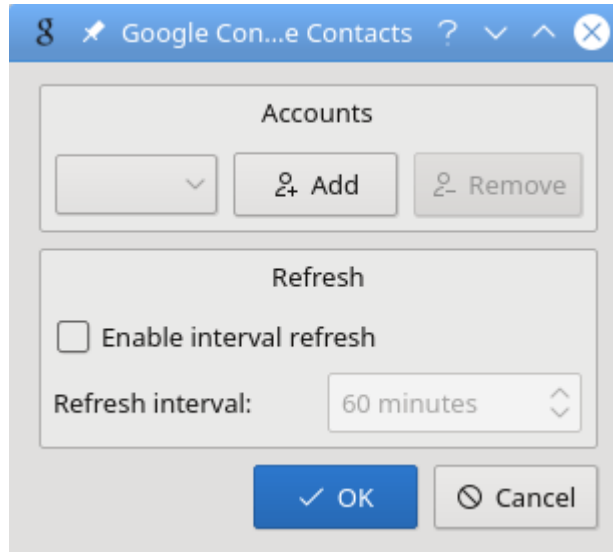 g Google Con...e Contacts ?
Accounts
Add Remove
Refresh
Enable interval refresh
Refresh interval: 60 minutes
OK Cancel